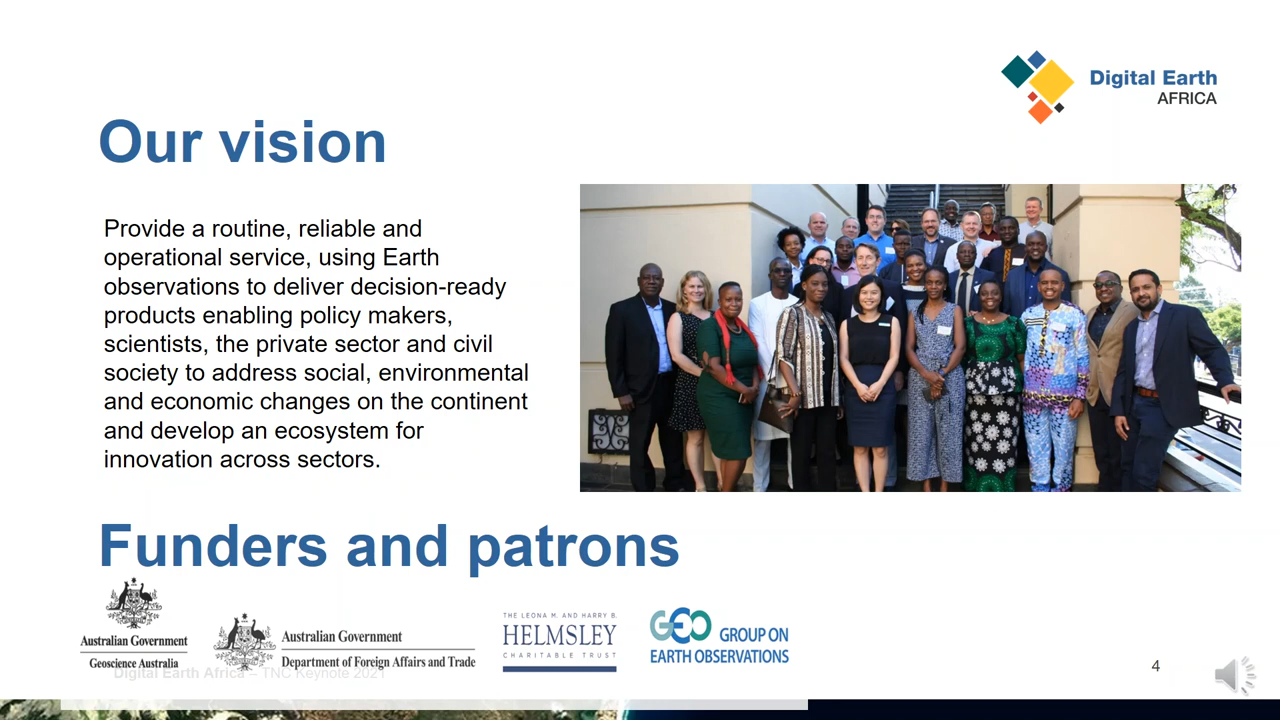 Digital Earth
AFRICA
Our vision
Provide a routine, reliable and
operational service, using Earth
observations to deliver decision-ready
products enabling policy makers,
scientists, the private sector and civil
society to address social, environmental
and economic changes on the continent
and develop an ecosystem for
innovation across sectors.
Funders and patrons
Australian Government
Geoscience Australia
Australian Government
Department of Foreign Affairs and Trade
THE LEONA M. AND HARRY B.
HELMSLEY
CHARITABLE TRUST
GEO GROUP ON
EARTH OBSERVATIONS
Digital Earth Africa – TNC Keynote 2021
4